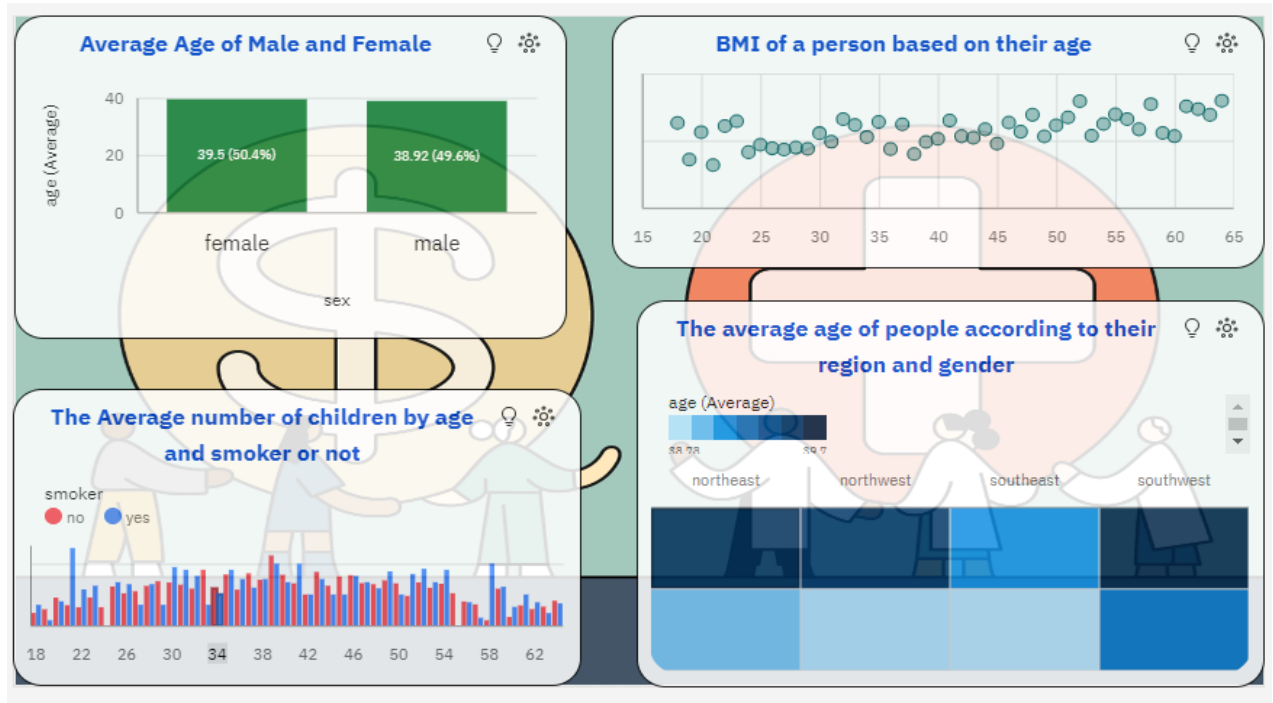 Average Age of Male and Female
age (Average)
40
20
0
39.5 (50.4%)
38.92 (49.6%)
female male
sex
BMI of a person based on their age
15 20 25 30 35 40 45 50 55 60 65
The Average number of children by age
and smoker or not
smoker
no yes
18 22 26 30 34 38 42 46 50 54 58 62
The average age of people according to their
region and gender
age (Average)
38.78 39.7
northeast northwest southeast southwest